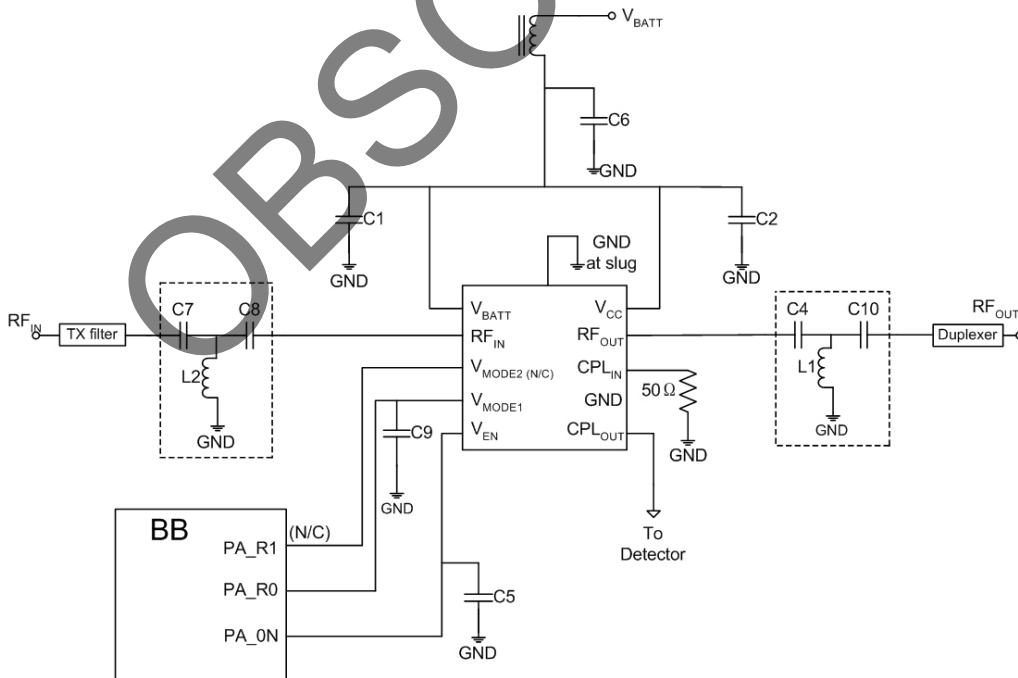 V_BATT
C6
GND
C1
C2
GND
GND
GND
at slug
OBSO
RF_IN
TX filter
C7
C8
L2
GND
V_BATT
RF_IN
V_MODE2 (N/C)
V_MODE1
V_EN
V_CC
RF_OUT
CPL_IN
GND
CPL_OUT
50 Ω
GND
C4
C10
L1
GND
Duplexer
RF_OUT
C9
GND
To
Detector
BB
(N/C)
PA_R1
PA_R0
PA_0N
C5
GND